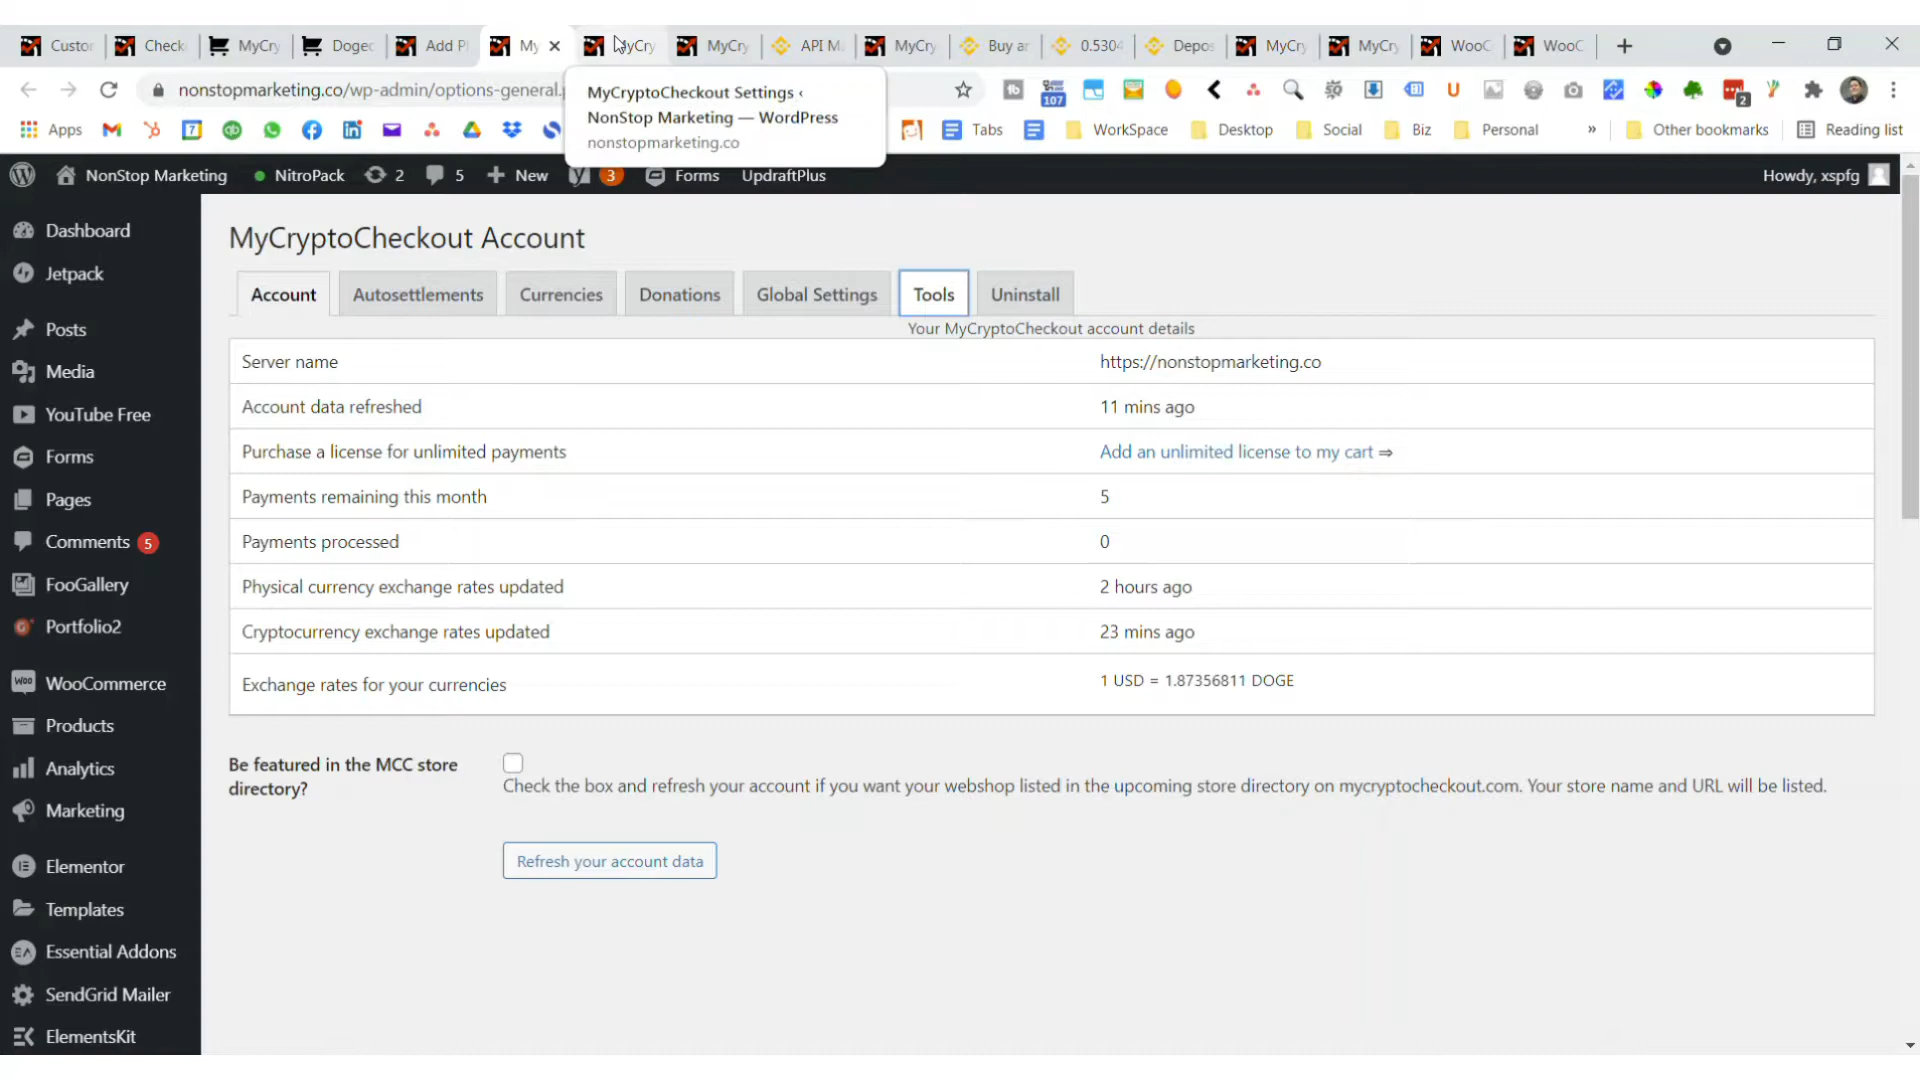 Custo Check MyCry Doge Add P My MyCry MyCry API M MyCry Buy ar 0.5304 Depos MyCry MyCry WooC WooC
nonstopmarketing.co/wp-admin/options-general.
107
2
MyCryptoCheckout Settings ‹
NonStop Marketing — WordPress
nonstopmarketing.co
Apps Tabs WorkSpace Desktop Social Biz Personal » Other bookmarks Reading list
NonStop Marketing NitroPack 2 5 New 3 Forms UpdraftPlus Howdy, xspfg
Dashboard
Jetpack
Posts
Media
YouTube Free
Forms
Pages
Comments 5
FooGallery
Portfolio2
WooCommerce
Products
Analytics
Marketing
Elementor
Templates
Essential Addons
SendGrid Mailer
ElementsKit
MyCryptoCheckout Account
Account Autosettlements Currencies Donations Global Settings Tools Uninstall
Your MyCryptoCheckout account details
Server name https://nonstopmarketing.co
Account data refreshed 11 mins ago
Purchase a license for unlimited payments Add an unlimited license to my cart ⇒
Payments remaining this month 5
Payments processed 0
Physical currency exchange rates updated 2 hours ago
Cryptocurrency exchange rates updated 23 mins ago
Exchange rates for your currencies 1 USD = 1.87356811 DOGE
Be featured in the MCC store
directory?
Check the box and refresh your account if you want your webshop listed in the upcoming store directory on mycryptocheckout.com. Your store name and URL will be listed.
Refresh your account data